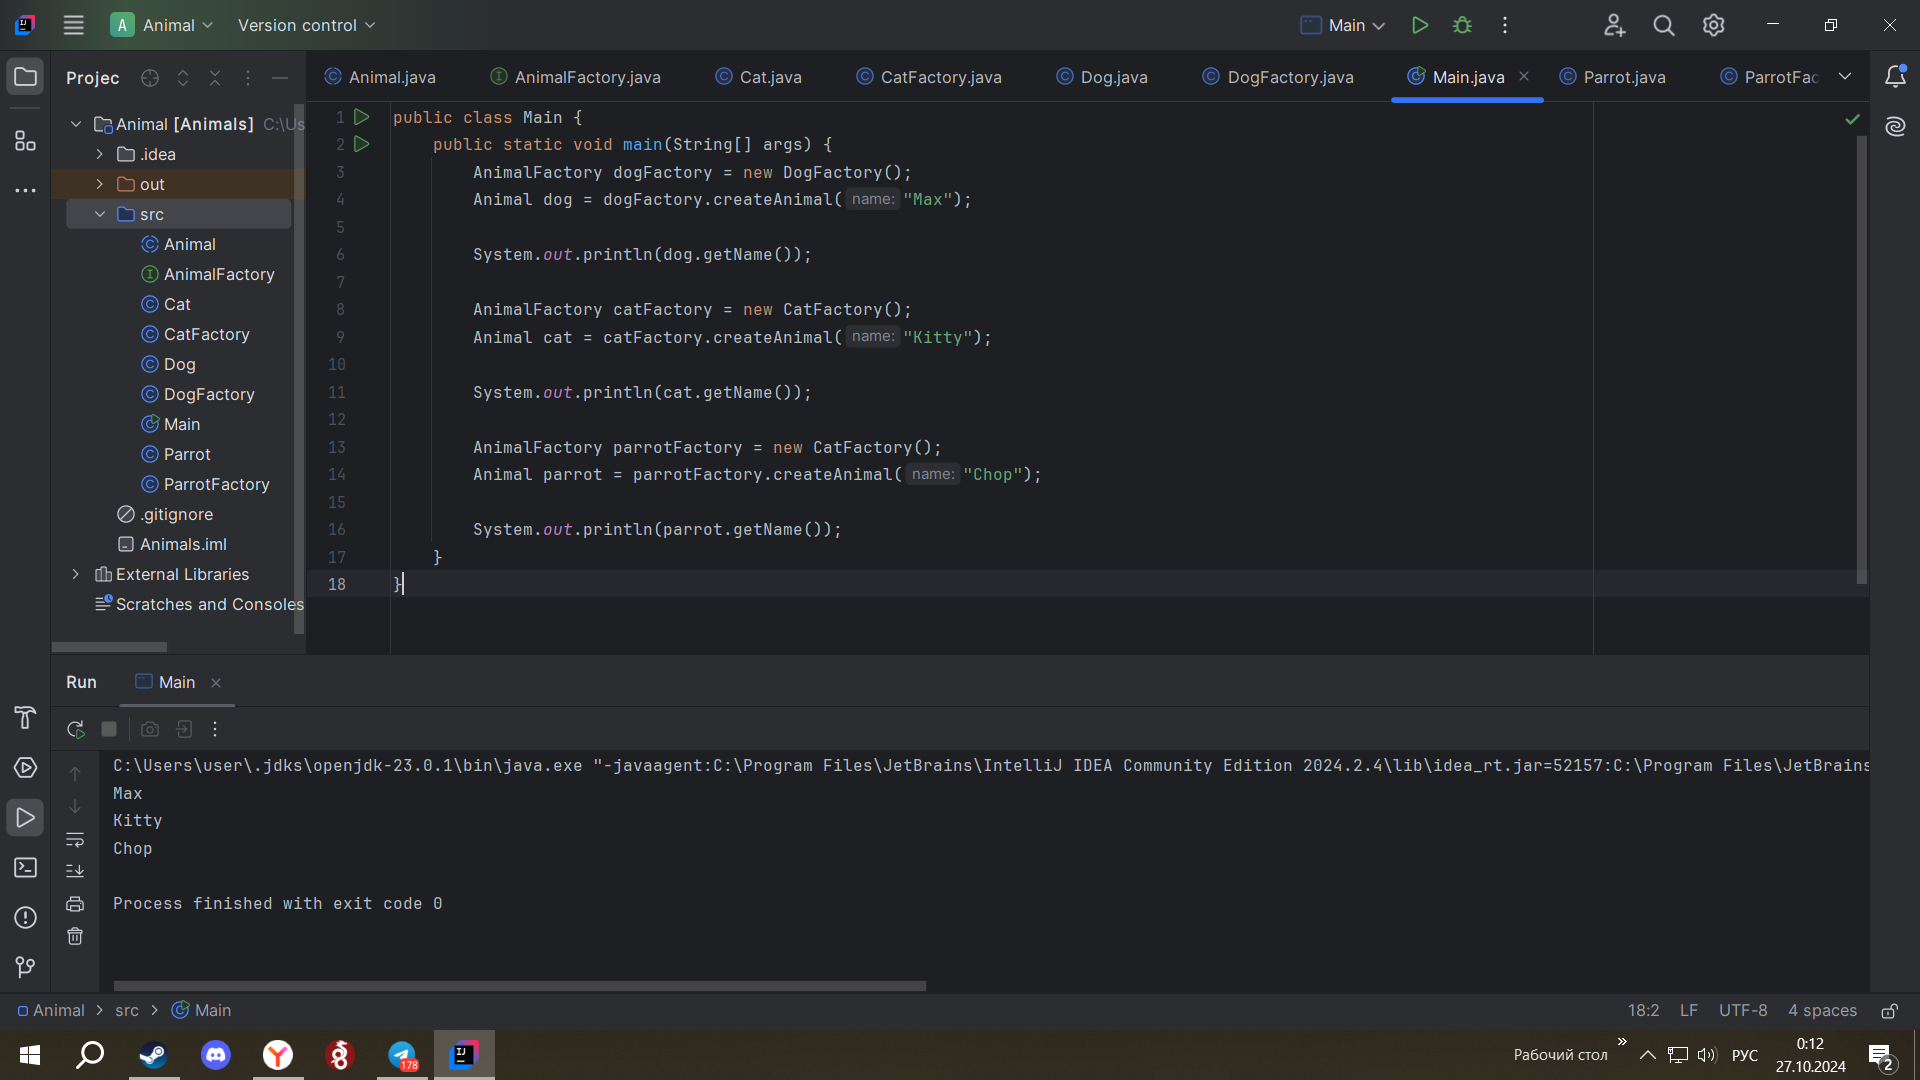 A Animal Version control Main
Projec
Animal.java AnimalFactory.java Cat.java CatFactory.java Dog.java DogFactory.java Main.java Parrot.java ParrotFac
Animal [Animals] C:\Us
.idea
out
src
Animal
AnimalFactory
Cat
CatFactory
Dog
DogFactory
Main
Parrot
ParrotFactory
.gitignore
Animals.iml
External Libraries
Scratches and Consoles
1 public class Main {
2 public static void main(String[] args) {
3 AnimalFactory dogFactory = new DogFactory();
4 Animal dog = dogFactory.createAnimal( name: "Max");
5
6 System.out.println(dog.getName());
7
8 AnimalFactory catFactory = new CatFactory();
9 Animal cat = catFactory.createAnimal( name: "Kitty");
10
11 System.out.println(cat.getName());
12
13 AnimalFactory parrotFactory = new CatFactory();
14 Animal parrot = parrotFactory.createAnimal( name: "Chop");
15
16 System.out.println(parrot.getName());
17 }
18 }
Run Main
C:\Users\user\.jdks\openjdk-23.0.1\bin\java.exe "-javaagent:C:\Program Files\JetBrains\IntelliJ IDEA Community Edition 2024.2.4\lib\idea_rt.jar=52157:C:\Program Files\JetBrains
Max
Kitty
Chop
Process finished with exit code 0
Animal src Main 18:2 LF UTF-8 4 spaces
178 Рабочий стол » РУС 0:12 2
27.10.2024